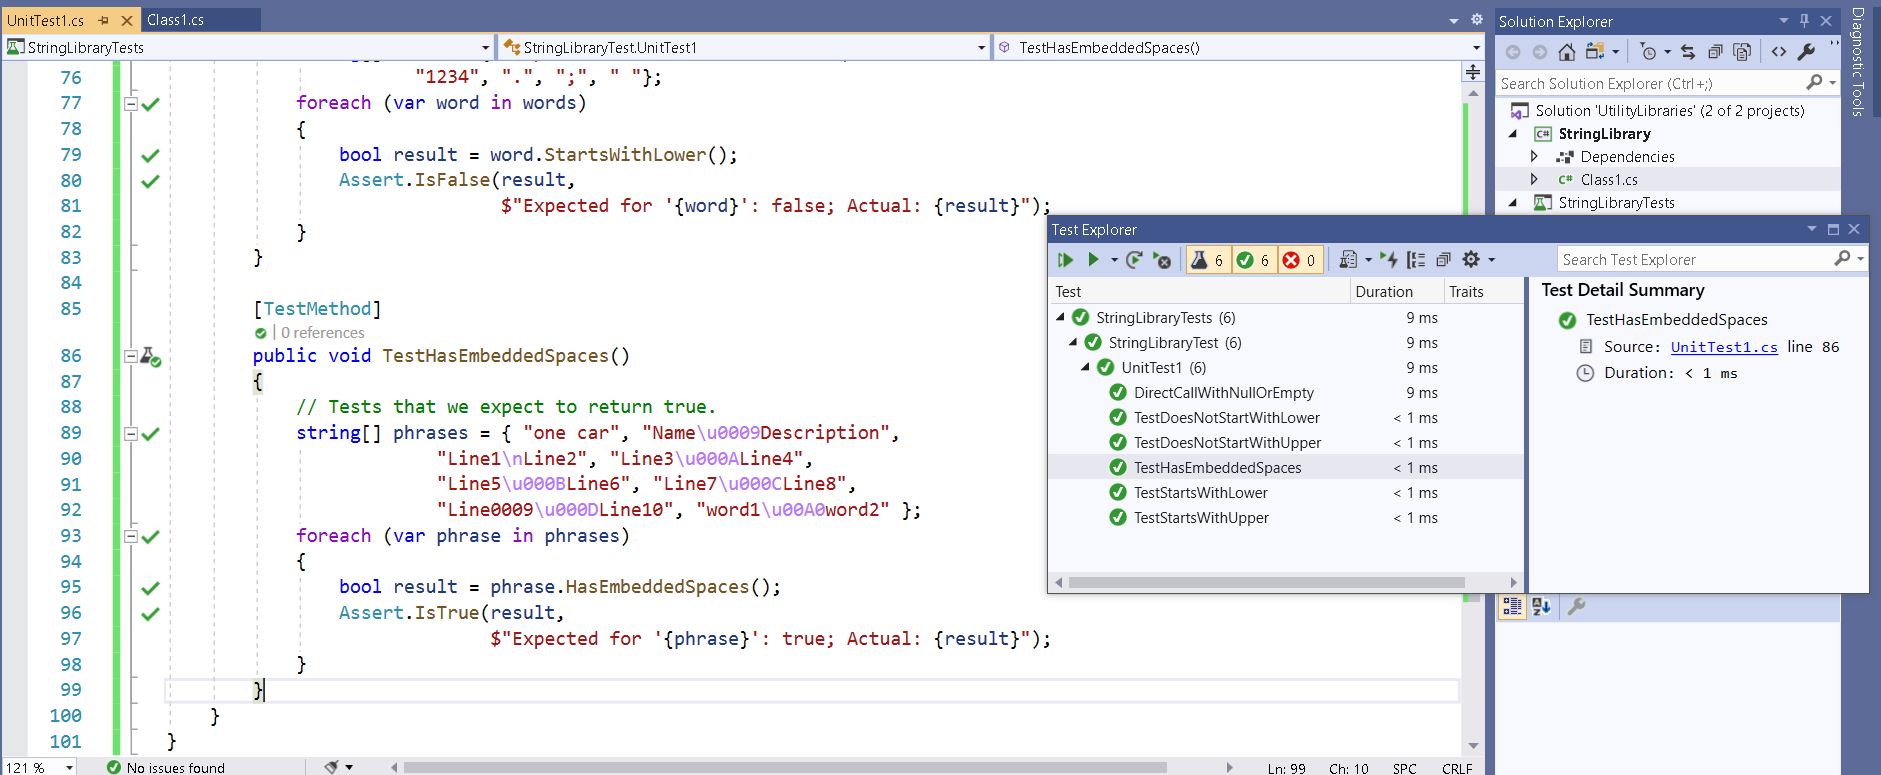 UnitTest1.cs
Class1.cs
StringLibraryTests
StringLibraryTest.UnitTest1
TestHasEmbeddedSpaces()
76 "1234", ".", ";", " "};
77 foreach (var word in words)
78 {
79 bool result = word.StartsWithLower();
80 Assert.IsFalse(result,
81 $"Expected for '{word}': false; Actual: {result}");
82 }
83 }
84
85 [TestMethod]
0 references
86 public void TestHasEmbeddedSpaces()
87 {
88 // Tests that we expect to return true.
89 string[] phrases = { "one car", "Name\u0009Description",
90 "Line1\nLine2", "Line3\u000ALine4",
91 "Line5\u000BLine6", "Line7\u000CLine8",
92 "Line0009\u000DLine10", "word1\u00A0word2" };
93 foreach (var phrase in phrases)
94 {
95 bool result = phrase.HasEmbeddedSpaces();
96 Assert.IsTrue(result,
97 $"Expected for '{phrase}': true; Actual: {result}");
98 }
99 }
100 }
101 }
121 %
No issues found
Ln: 99 Ch: 10 SPC CRLF
Solution Explorer
Search Solution Explorer (Ctrl+;)
Solution 'UtilityLibraries' (2 of 2 projects)
C# StringLibrary
Dependencies
C# Class1.cs
StringLibraryTests
Diagnostic Tools
Test Explorer
6 6 0
Search Test Explorer
Test Duration Traits
StringLibraryTests (6) 9 ms
StringLibraryTest (6) 9 ms
UnitTest1 (6) 9 ms
DirectCallWithNullOrEmpty 9 ms
TestDoesNotStartWithLower < 1 ms
TestDoesNotStartWithUpper < 1 ms
TestHasEmbeddedSpaces < 1 ms
TestStartsWithLower < 1 ms
TestStartsWithUpper < 1 ms
Test Detail Summary
TestHasEmbeddedSpaces
Source: UnitTest1.cs line 86
Duration: < 1 ms